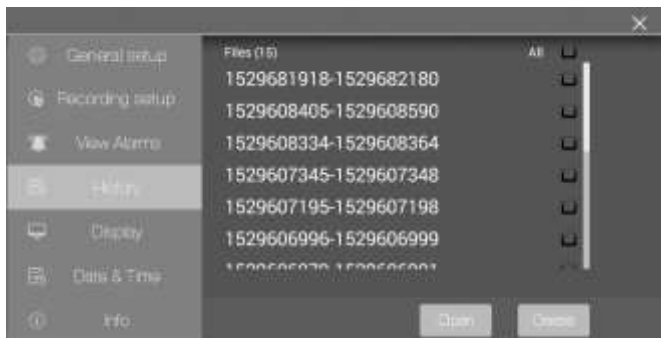 General setup
Files (15)
All
1529681918-1529682180
Recording setup
1529608405-1529608590
View Alarms
1529608334-1529608364
History
1529607345-1529607348
1529607195-1529607198
Display
1529606996-1529606999
Date & Time
Info
Open
Delete